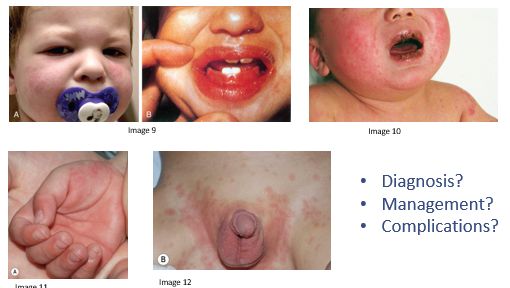 A
B
Image 9
Image 10
A
B
Image 11
Image 12
• Diagnosis?
• Management?
• Complications?